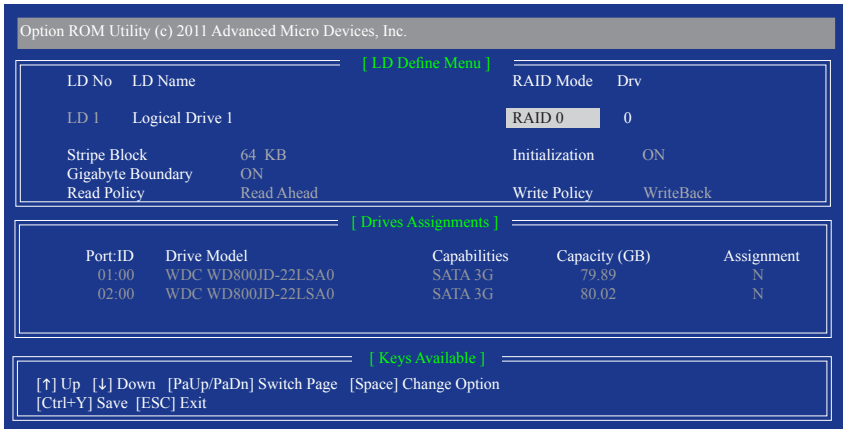 Option ROM Utility (c) 2011 Advanced Micro Devices, Inc.
[ LD Define Menu ]
LD No LD Name RAID Mode Drv
LD 1 Logical Drive 1 RAID 0 0
Stripe Block 64 KB Initialization ON
Gigabyte Boundary ON
Read Policy Read Ahead Write Policy WriteBack
[ Drives Assignments ]
Port:ID Drive Model Capabilities Capacity (GB) Assignment
01:00 WDC WD800JD-22LSA0 SATA 3G 79.89 N
02:00 WDC WD800JD-22LSA0 SATA 3G 80.02 N
[ Keys Available ]
[↑] Up [↓] Down [PaUp/PaDn] Switch Page [Space] Change Option
[Ctrl+Y] Save [ESC] Exit